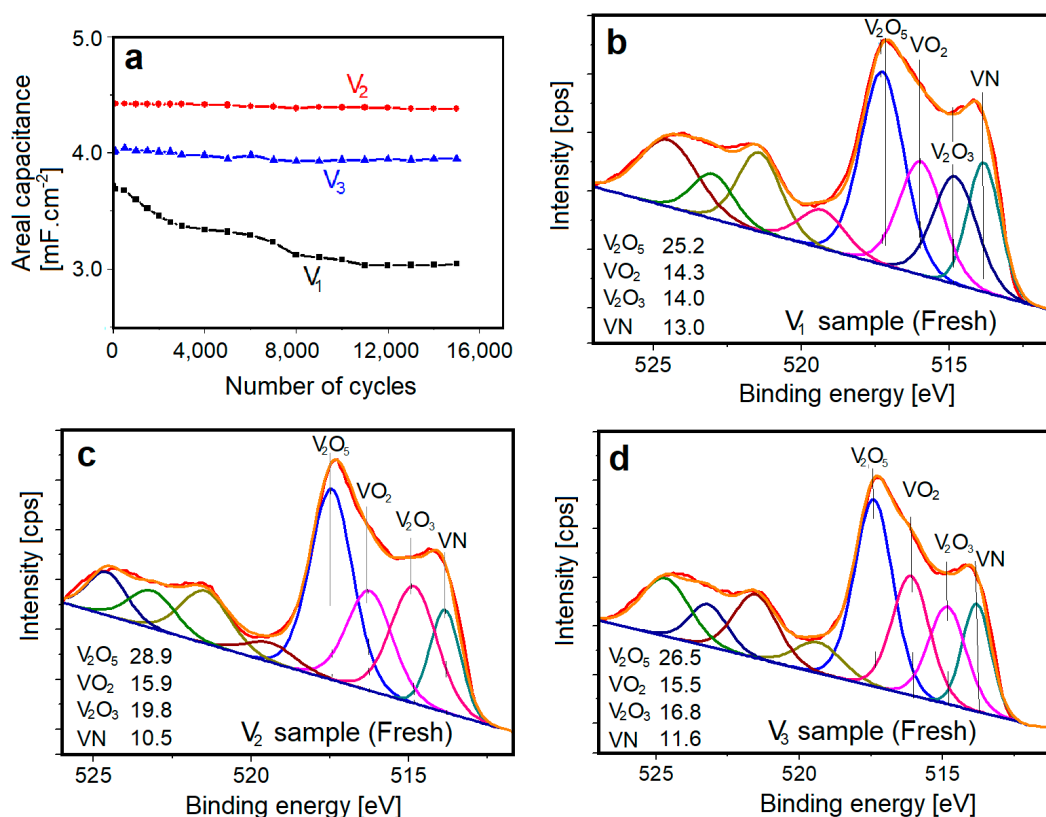 a
5.0
4.0
3.0
Areal capacitance
[mF.cm-2]
V2
V3
V1
0
4,000
8,000
12,000
16,000
Number of cycles
b
V2O5
VO2
VN
V2O3
Intensity [cps]
V2O5 25.2
VO2 14.3
V2O3 14.0
VN 13.0
V1 sample (Fresh)
525
520
515
Binding energy [eV]
c
V2O5
VO2
V2O3
VN
Intensity [cps]
V2O5 28.9
VO2 15.9
V2O3 19.8
VN 10.5
V2 sample (Fresh)
525
520
515
Binding energy [eV]
d
V2O5
VO2
V2O3
VN
Intensity [cps]
V2O5 26.5
VO2 15.5
V2O3 16.8
VN 11.6
V3 sample (Fresh)
525
520
515
Binding energy [eV]